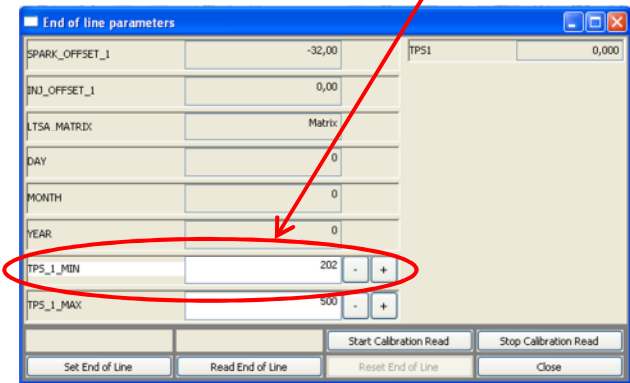 End of line parameters
SPARK_OFFSET_1 -32,00 TPS1 0,000
INJ_OFFSET_1 0,00
LTSA_MATRIX Matrix
DAY 0
MONTH 0
YEAR 0
TPS_1_MIN 202 - +
TPS_1_MAX 500 - +
Start Calibration Read Stop Calibration Read
Set End of Line Read End of Line Reset End of Line Close